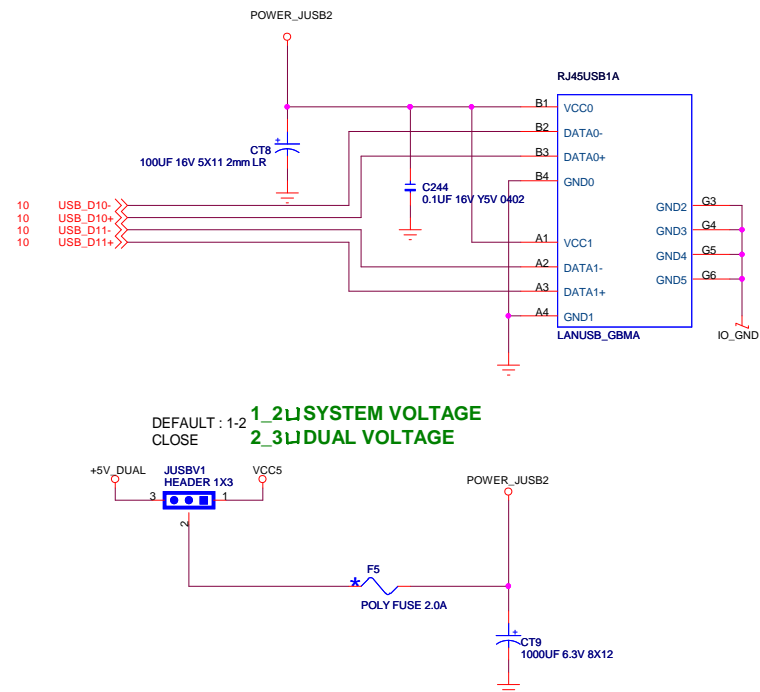 POWER_JUSB2
RJ45USB1A
B1 VCC0
B2 DATA0-
B3 DATA0+
B4 GND0
CT8
100UF 16V 5X11 2mm LR
C244
0.1UF 16V Y5V 0402
10 USB_D10-
10 USB_D10+
10 USB_D11-
10 USB_D11+
GND2 G3
GND3 G4
GND4 G5
GND5 G6
A1 VCC1
A2 DATA1-
A3 DATA1+
A4 GND1
LANUSB_GBMA
IO_GND
DEFAULT : 1-2
CLOSE
1_2 SYSTEM VOLTAGE
2_3 DUAL VOLTAGE
+5V_DUAL
JUSBV1
HEADER 1X3
VCC5
3
1
2
POWER_JUSB2
F5
*
POLY FUSE 2.0A
+
CT9
1000UF 6.3V 8X12